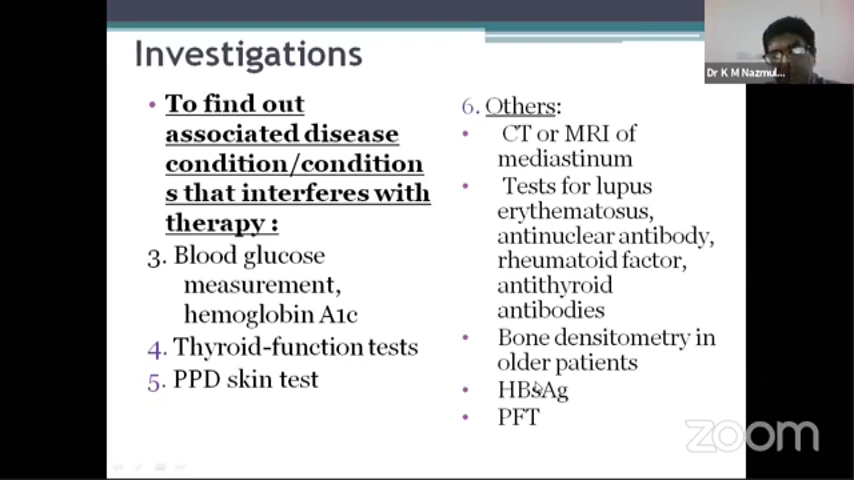 Investigations
• To find out
associated disease
condition/condition
s that interferes with
therapy :
3. Blood glucose
measurement,
hemoglobin A1c
4. Thyroid-function tests
5. PPD skin test
6. Others:
• CT or MRI of
mediastinum
• Tests for lupus
erythematosus,
antinuclear antibody,
rheumatoid factor,
antithyroid
antibodies
• Bone densitometry in
older patients
• HBsAg
• PFT
Dr K M Nazmul...
zoom